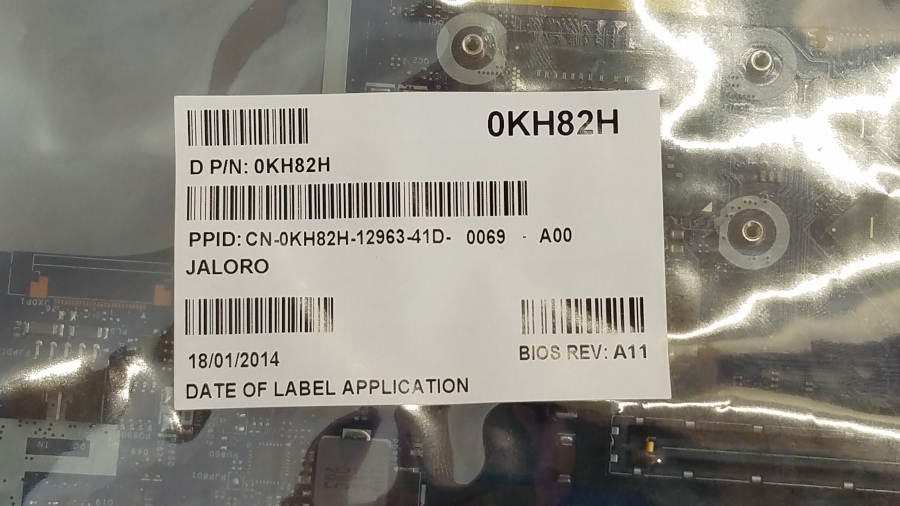 0KH82H
D P/N: 0KH82H
PPID: CN-0KH82H-12963-41D- 0069 - A00
JALORO
18/01/2014
BIOS REV: A11
DATE OF LABEL APPLICATION